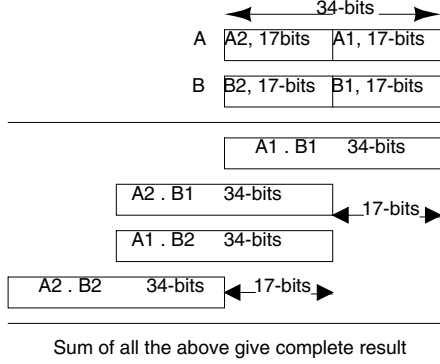 34-bits
A A2, 17bits A1, 17-bits
B B2, 17-bits B1, 17-bits
A1 . B1 34-bits
A2 . B1 34-bits
17-bits
A1 . B2 34-bits
A2 . B2 34-bits 17-bits
Sum of all the above give complete result